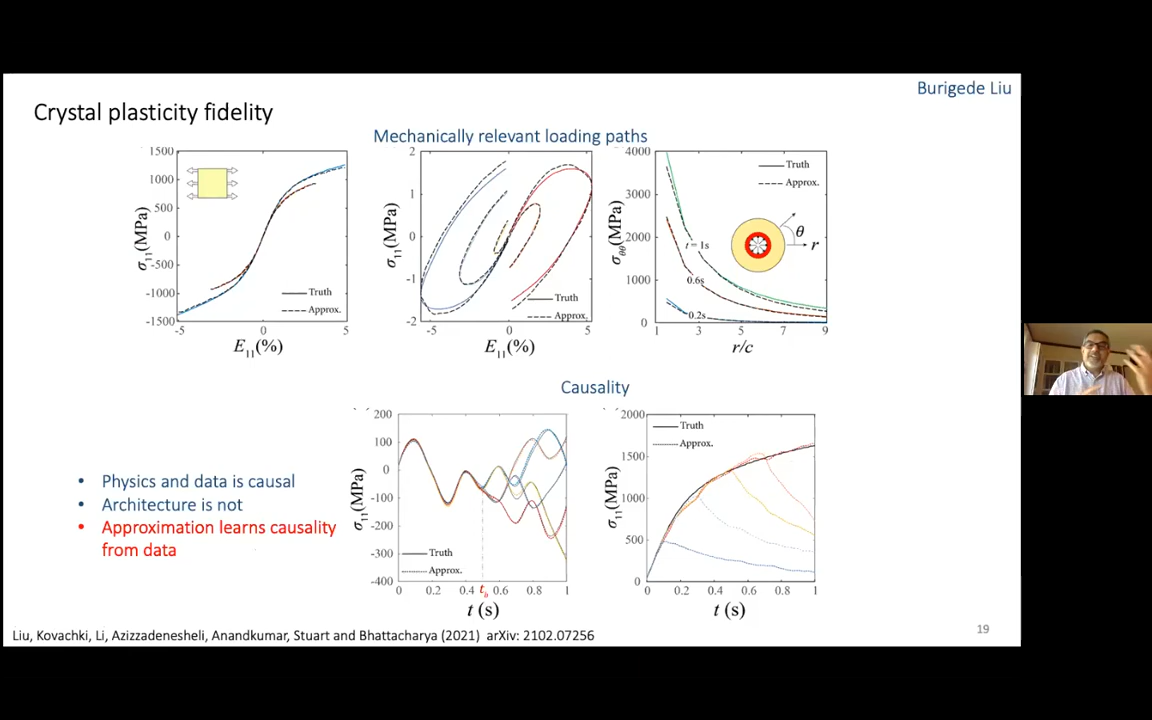 Burigede Liu
Crystal plasticity fidelity
Mechanically relevant loading paths
1500
1000
500
0
-500
-1000
-1500
σ11(MPa)
Truth
Approx.
-5
0
5
E11(%)
2
1
0
-1
-2
σ11(MPa)
Truth
Approx.
-5
0
5
E11(%)
4000
3000
2000
1000
0
σθθ(MPa)
Truth
Approx.
θ
r
t = 1s
0.6s
0.2s
1
3
5
7
9
r/c
Causality
• Physics and data is causal
• Architecture is not
• Approximation learns causality
from data
200
100
0
-100
-200
-300
-400
σ11(MPa)
Truth
Approx.
0 0.2 0.4 tb 0.6 0.8 1
t (s)
2000
1500
1000
500
0
σ11(MPa)
Truth
Approx.
0 0.2 0.4 0.6 0.8 1
t (s)
Liu, Kovachki, Li, Azizzadenesheli, Anandkumar, Stuart and Bhattacharya (2021) arXiv: 2102.07256
19